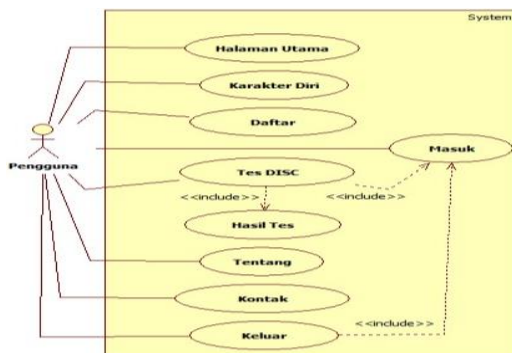 System
Halaman Utama
Karakter Diri
Daftar
Pengguna
Masuk
Tes DISC
<<include>>
<<include>>
Hasil Tes
Tentang
Kontak
<<include>>
Keluar